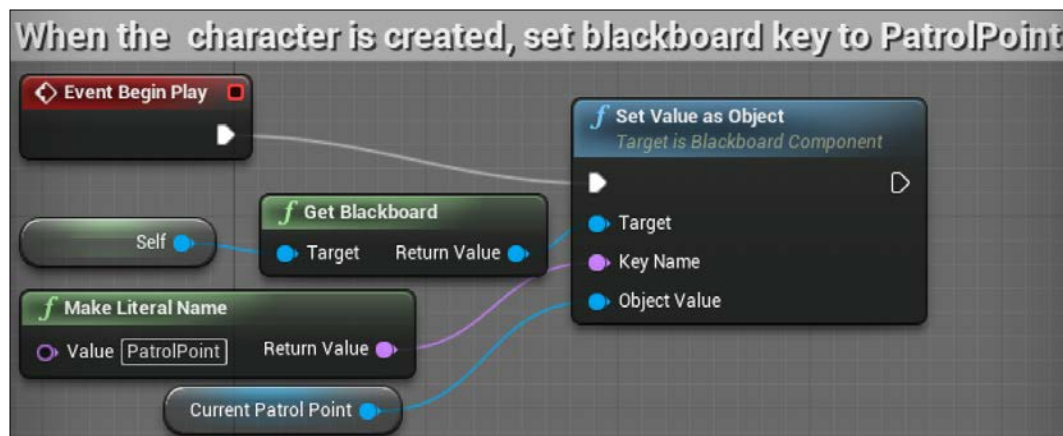 When the character is created, set blackboard key to PatrolPoint
Event Begin Play
f Set Value as Object
Target is Blackboard Component
f Get Blackboard
Self
Target Return Value
Target
Key Name
Object Value
f Make Literal Name
Value PatrolPoint Return Value
Current Patrol Point